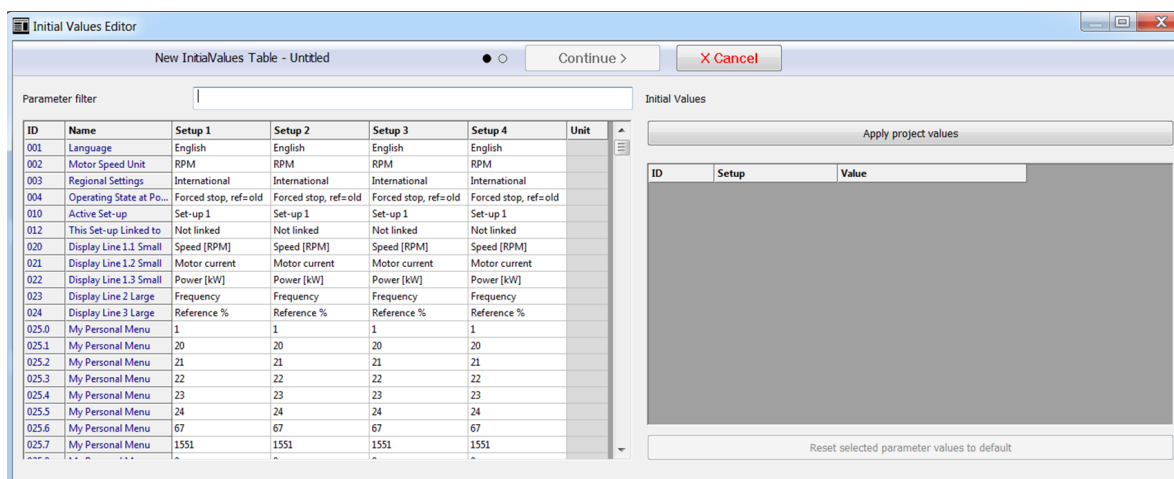 Initial Values Editor
New InitialValues Table - Untitled
Continue >
X Cancel
Parameter filter
Initial Values
Apply project values
ID Name Setup 1 Setup 2 Setup 3 Setup 4 Unit
001 Language English English English English
002 Motor Speed Unit RPM RPM RPM RPM
003 Regional Settings International International International International
004 Operating State at Po... Forced stop, ref=old Forced stop, ref=old Forced stop, ref=old Forced stop, ref=old
010 Active Set-up Set-up 1 Set-up 1 Set-up 1 Set-up 1
012 This Set-up Linked to Not linked Not linked Not linked Not linked
020 Display Line 1.1 Small Speed [RPM] Speed [RPM] Speed [RPM] Speed [RPM]
021 Display Line 1.2 Small Motor current Motor current Motor current Motor current
022 Display Line 1.3 Small Power [kW] Power [kW] Power [kW] Power [kW]
023 Display Line 2 Large Frequency Frequency Frequency Frequency
024 Display Line 3 Large Reference % Reference % Reference % Reference %
025.0 My Personal Menu 1 1 1 1
025.1 My Personal Menu 20 20 20 20
025.2 My Personal Menu 21 21 21 21
025.3 My Personal Menu 22 22 22 22
025.4 My Personal Menu 23 23 23 23
025.5 My Personal Menu 24 24 24 24
025.6 My Personal Menu 67 67 67 67
025.7 My Personal Menu 1551 1551 1551 1551
ID Setup Value
Reset selected parameter values to default